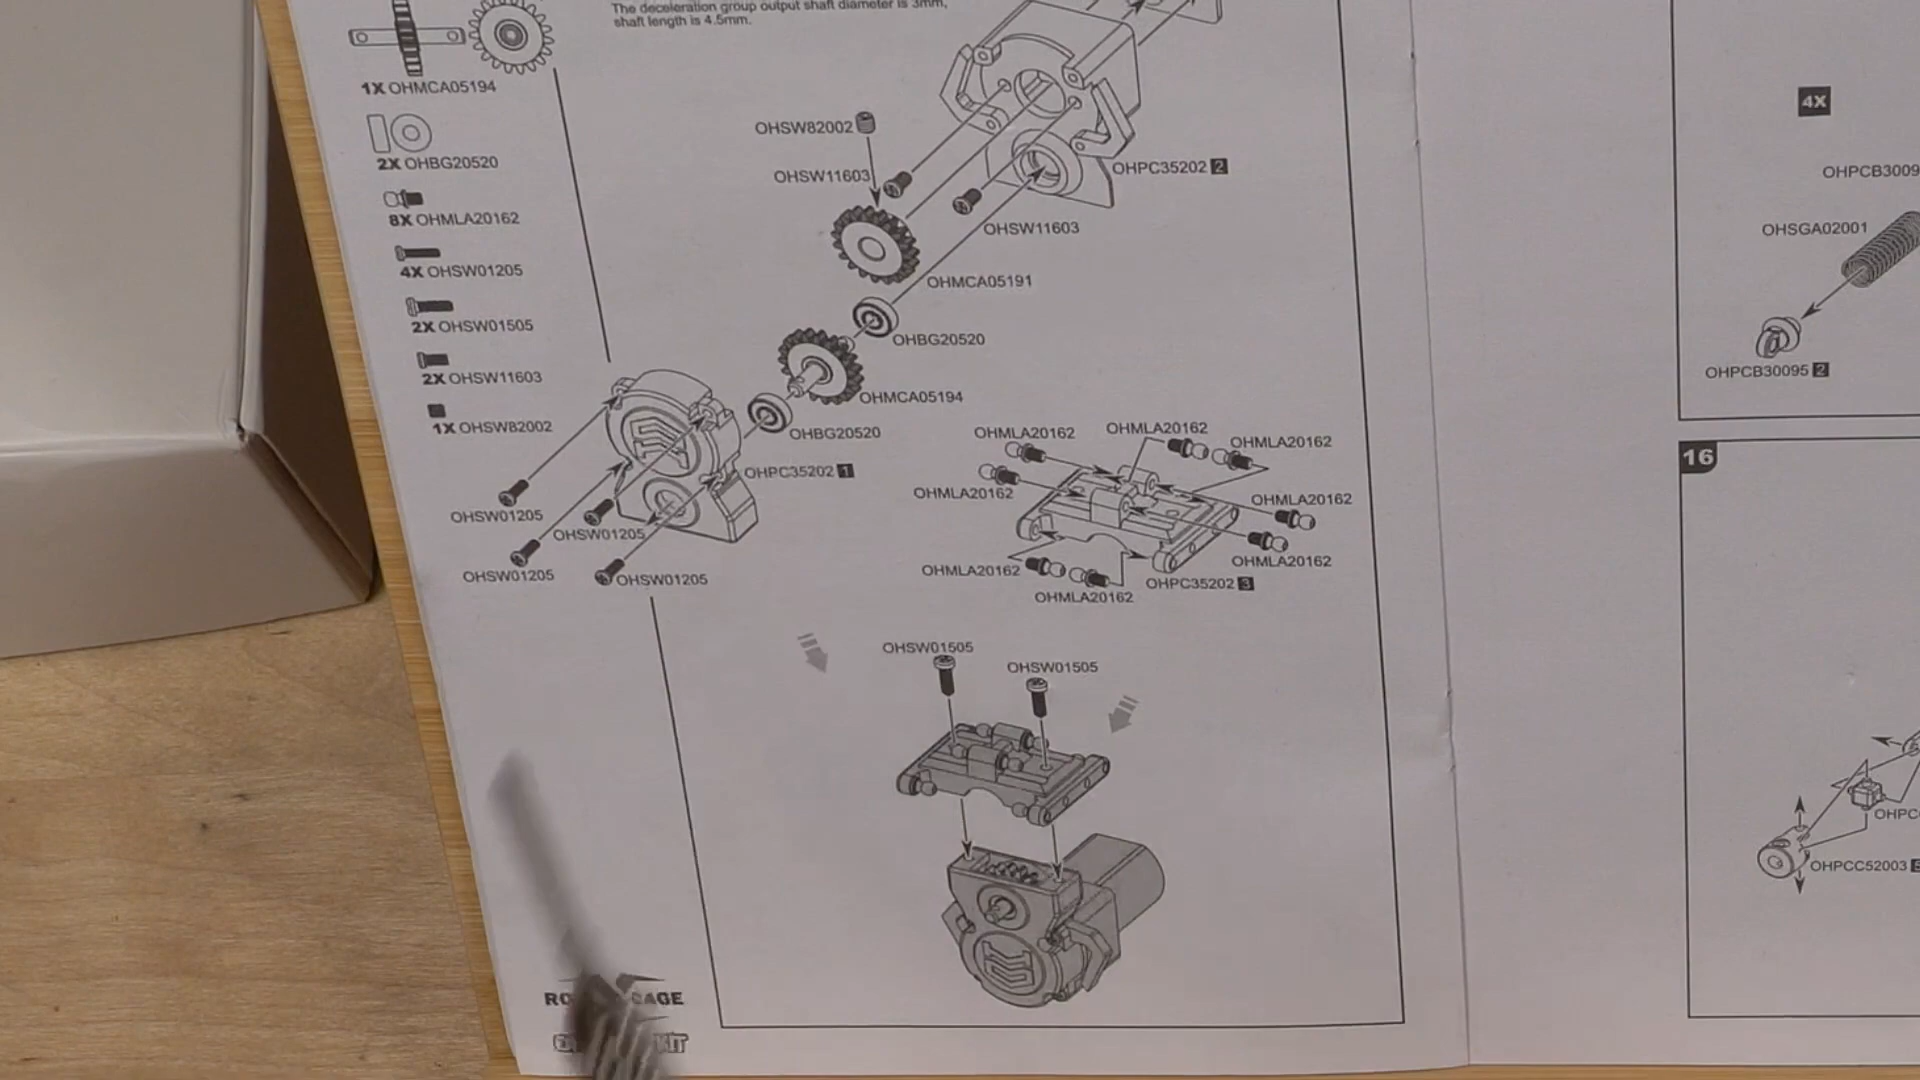 The deceleration group output shaft diameter is 3mm,
shaft length is 4.5mm.
1X OHMCA05194
2X OHBG20520
8X OHMLA20162
4X OHSW01205
2X OHSW01505
2X OHSW11603
1X OHSW82002
OHSW82002
OHSW11603
OHPC35202 2
OHSW11603
OHMCA05191
OHBG20520
OHMCA05194
OHBG20520
OHPC35202 1
OHSW01205
OHSW01205
OHSW01205
OHSW01205
OHMLA20162
OHMLA20162
OHMLA20162
OHMLA20162
OHMLA20162
OHMLA20162
OHMLA20162
OHPC35202 3
OHMLA20162
OHSW01505
OHSW01505
4X
OHPCB3009
OHSGA02001
OHPCB30095 2
16
OHPC
OHPCC52003 5